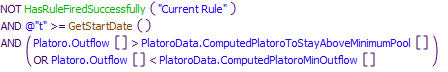 NOT HasRuleFiredSuccessfully ( "Current Rule" )
AND @"t" >= GetStartDate ( )
AND ( Platoro.Outflow [ ] > PlatoroData.ComputedPlatoroToStayAboveMinimumPool [ ]
OR Platoro.Outflow [ ] < PlatoroData.ComputedPlatoroMinOutflow [ ] )